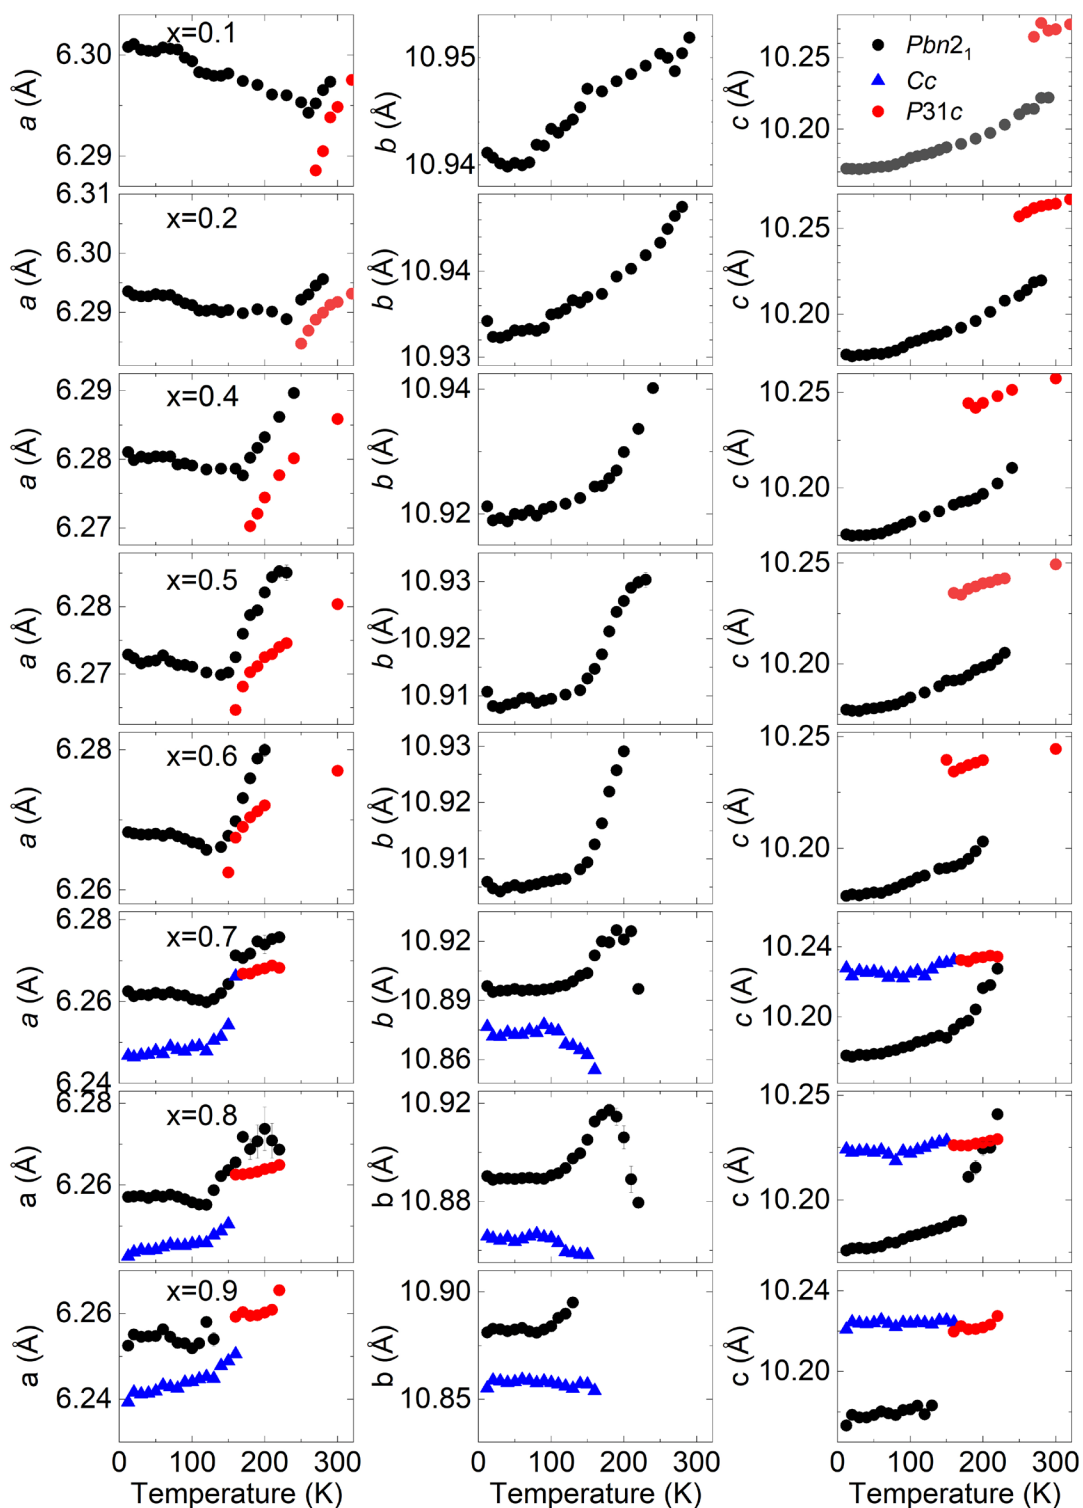 x=0.1
6.30
6.29
a (Å)
10.95
10.94
b (Å)
10.25
10.20
c (Å)
Pbn2₁
Cc
P31c
x=0.2
6.31
6.30
6.29
a (Å)
10.94
10.93
b (Å)
10.25
10.20
c (Å)
x=0.4
6.29
6.28
6.27
a (Å)
10.94
10.92
b (Å)
10.25
10.20
c (Å)
x=0.5
6.28
6.27
a (Å)
10.93
10.92
10.91
b (Å)
10.25
10.20
c (Å)
x=0.6
6.28
6.26
a (Å)
10.93
10.92
10.91
b (Å)
10.25
10.20
c (Å)
x=0.7
6.28
6.26
6.24
a (Å)
10.92
10.89
10.86
b (Å)
10.24
10.20
c (Å)
x=0.8
6.28
6.26
a (Å)
10.92
10.88
b (Å)
10.25
10.20
c (Å)
x=0.9
6.26
6.24
a (Å)
10.90
10.85
b (Å)
10.24
10.20
c (Å)
0 100 200 300
Temperature (K)
0 100 200 300
Temperature (K)
0 100 200 300
Temperature (K)